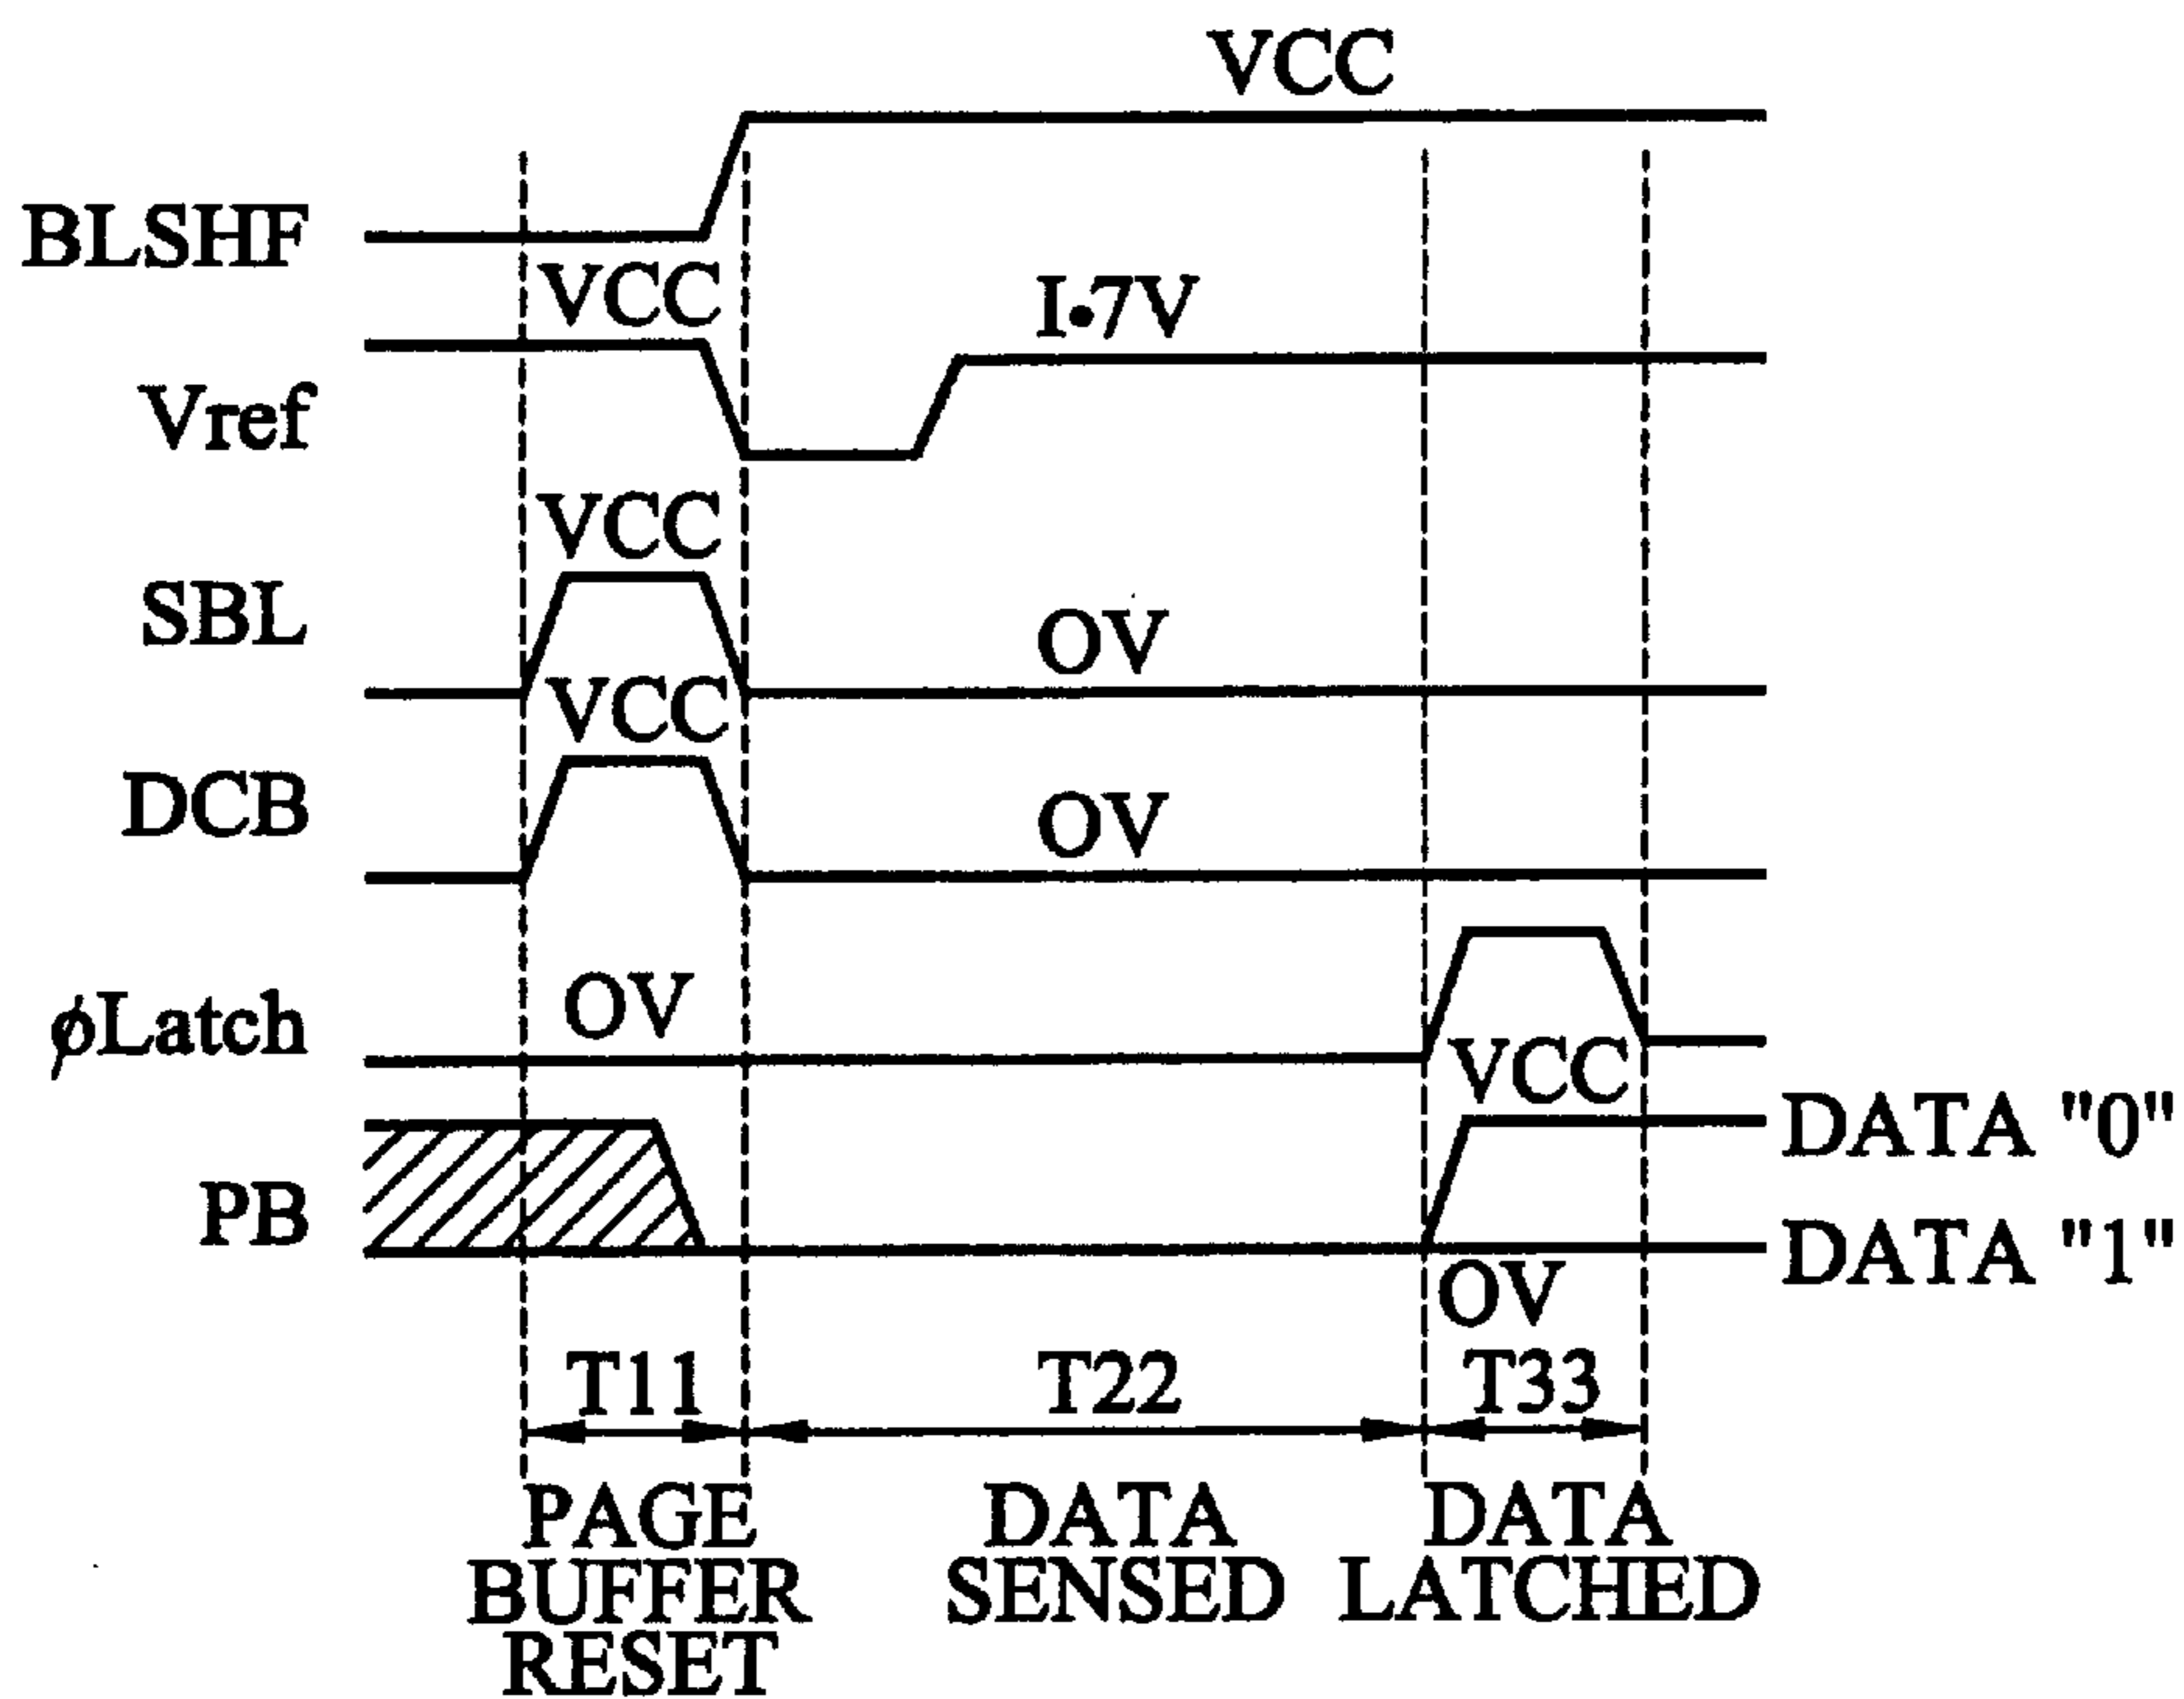 VCC
BLSHF
VCC
I•7V
Vref
VCC
SBL
OV
VCC
DCB
OV
OV
øLatch
VCC
DATA "0"
PB
DATA "1"
OV
T11
T22
T33
PAGE
BUFFER
RESET
DATA
SENSED
DATA
LATCHED